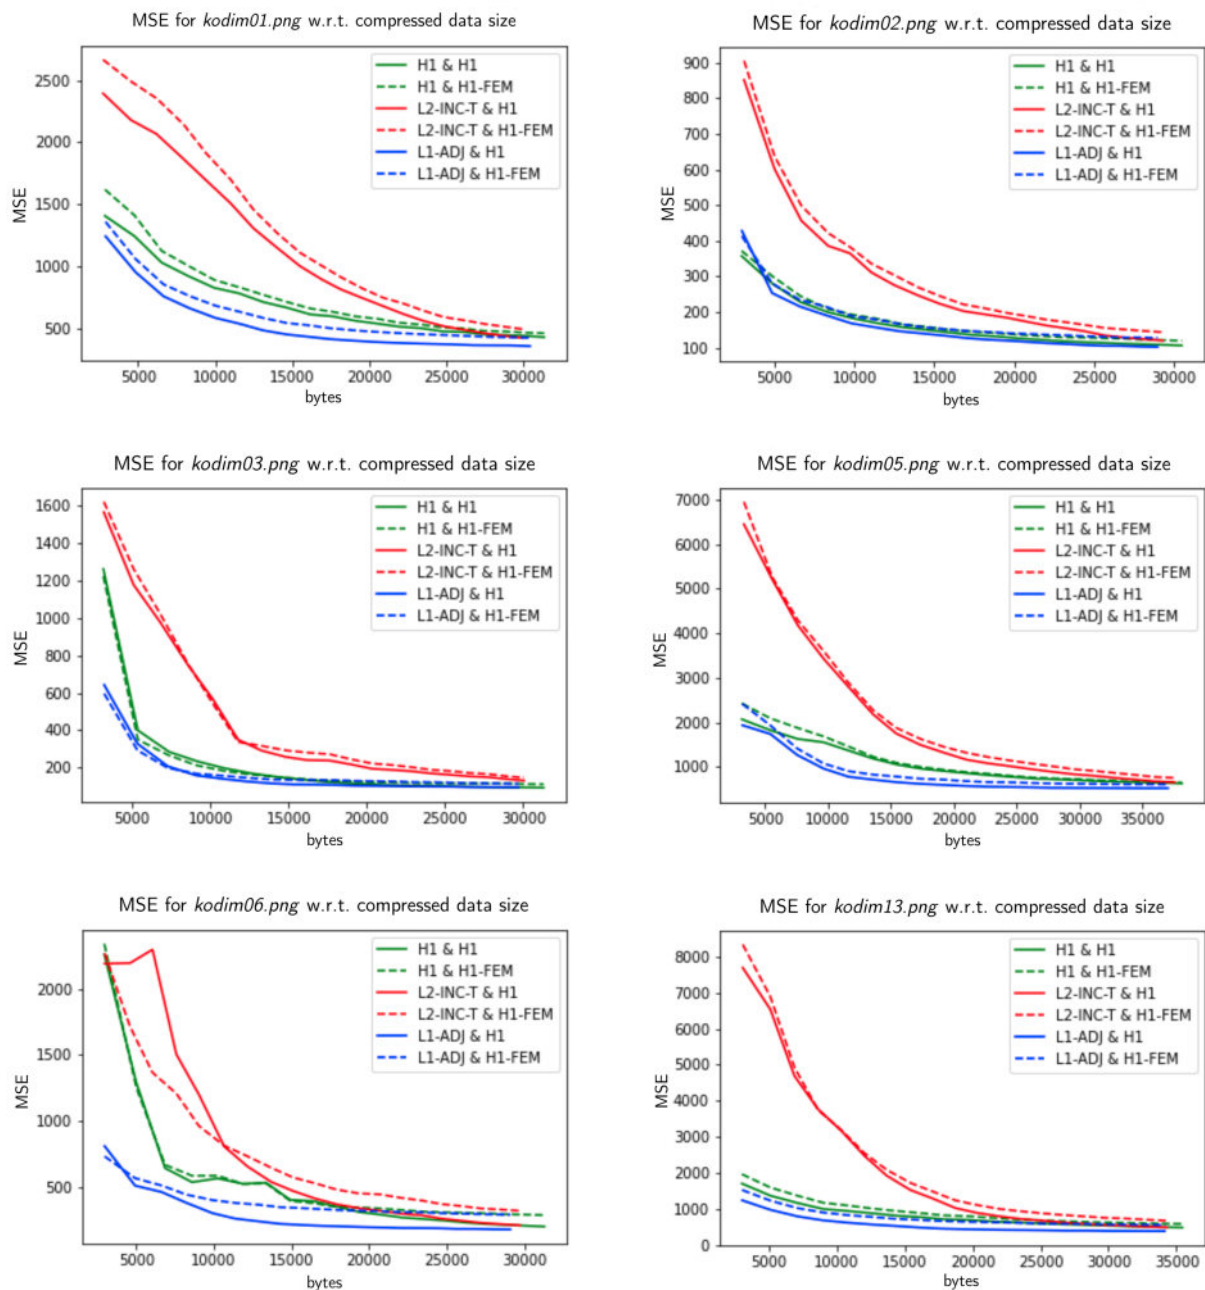 MSE for kodim01.png w.r.t. compressed data size
MSE
2500
2000
1500
1000
500
H1 & H1
H1 & H1-FEM
L2-INC-T & H1
L2-INC-T & H1-FEM
L1-ADJ & H1
L1-ADJ & H1-FEM
5000 10000 15000 20000 25000 30000
bytes
MSE for kodim02.png w.r.t. compressed data size
MSE
900
800
700
600
500
400
300
200
100
H1 & H1
H1 & H1-FEM
L2-INC-T & H1
L2-INC-T & H1-FEM
L1-ADJ & H1
L1-ADJ & H1-FEM
5000 10000 15000 20000 25000 30000
bytes
MSE for kodim03.png w.r.t. compressed data size
MSE
1600
1400
1200
1000
800
600
400
200
H1 & H1
H1 & H1-FEM
L2-INC-T & H1
L2-INC-T & H1-FEM
L1-ADJ & H1
L1-ADJ & H1-FEM
5000 10000 15000 20000 25000 30000
bytes
MSE for kodim05.png w.r.t. compressed data size
MSE
7000
6000
5000
4000
3000
2000
1000
H1 & H1
H1 & H1-FEM
L2-INC-T & H1
L2-INC-T & H1-FEM
L1-ADJ & H1
L1-ADJ & H1-FEM
5000 10000 15000 20000 25000 30000 35000
bytes
MSE for kodim06.png w.r.t. compressed data size
MSE
2000
1500
1000
500
H1 & H1
H1 & H1-FEM
L2-INC-T & H1
L2-INC-T & H1-FEM
L1-ADJ & H1
L1-ADJ & H1-FEM
5000 10000 15000 20000 25000 30000
bytes
MSE for kodim13.png w.r.t. compressed data size
MSE
8000
7000
6000
5000
4000
3000
2000
1000
0
H1 & H1
H1 & H1-FEM
L2-INC-T & H1
L2-INC-T & H1-FEM
L1-ADJ & H1
L1-ADJ & H1-FEM
5000 10000 15000 20000 25000 30000 35000
bytes